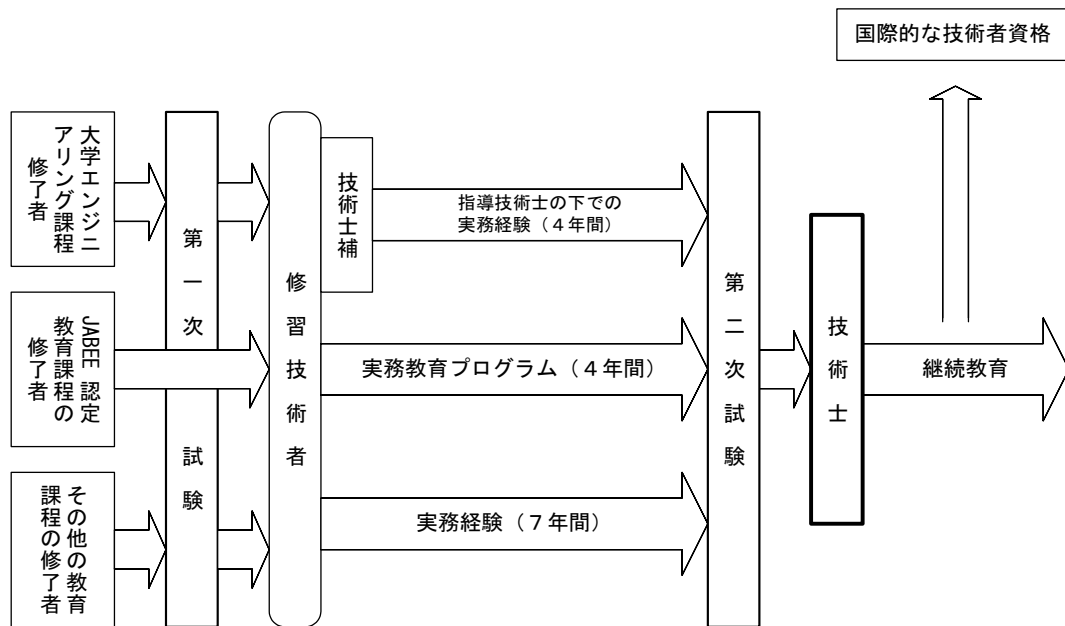 国際的な技術者資格
大学エンジニ
アリング課程
修了者
JABEE 認定
教育課程の
修了者
その他の教育
課程の修了者
第一次試験
修習技術者
技術士補
指導技術士の下での
実務経験（４年間）
実務教育プログラム（４年間）
実務経験（７年間）
第二次試験
技術士
継続教育